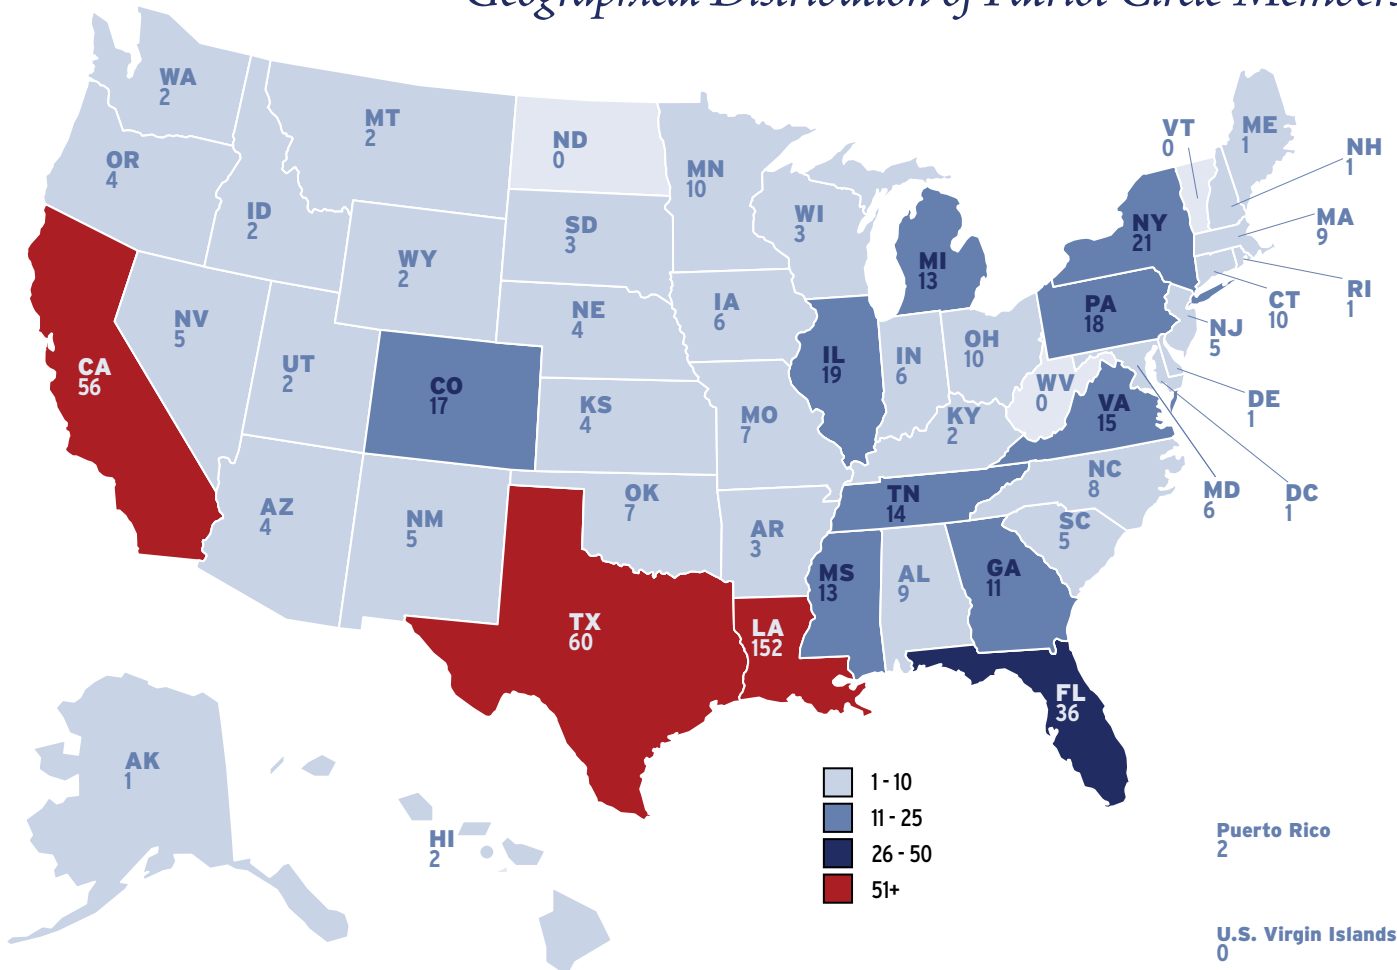 Geographical Distribution of Patriot Circle Members
WA
2
OR
4
CA
56
NV
5
ID
2
MT
2
WY
2
UT
2
CO
17
AZ
4
NM
5
ND
0
SD
3
NE
4
KS
4
OK
7
TX
60
MN
10
IA
6
MO
7
AR
3
LA
152
WI
3
IL
19
MI
13
IN
6
OH
10
KY
2
TN
14
MS
13
AL
9
GA
11
FL
36
SC
5
NC
8
VA
15
WV
0
PA
18
NY
21
VT
0
ME
1
NH
1
MA
9
RI
1
CT
10
NJ
5
DE
1
MD
6
DC
1
AK
1
HI
2
1 - 10
11 - 25
26 - 50
51+
Puerto Rico
2
U.S. Virgin Islands
0